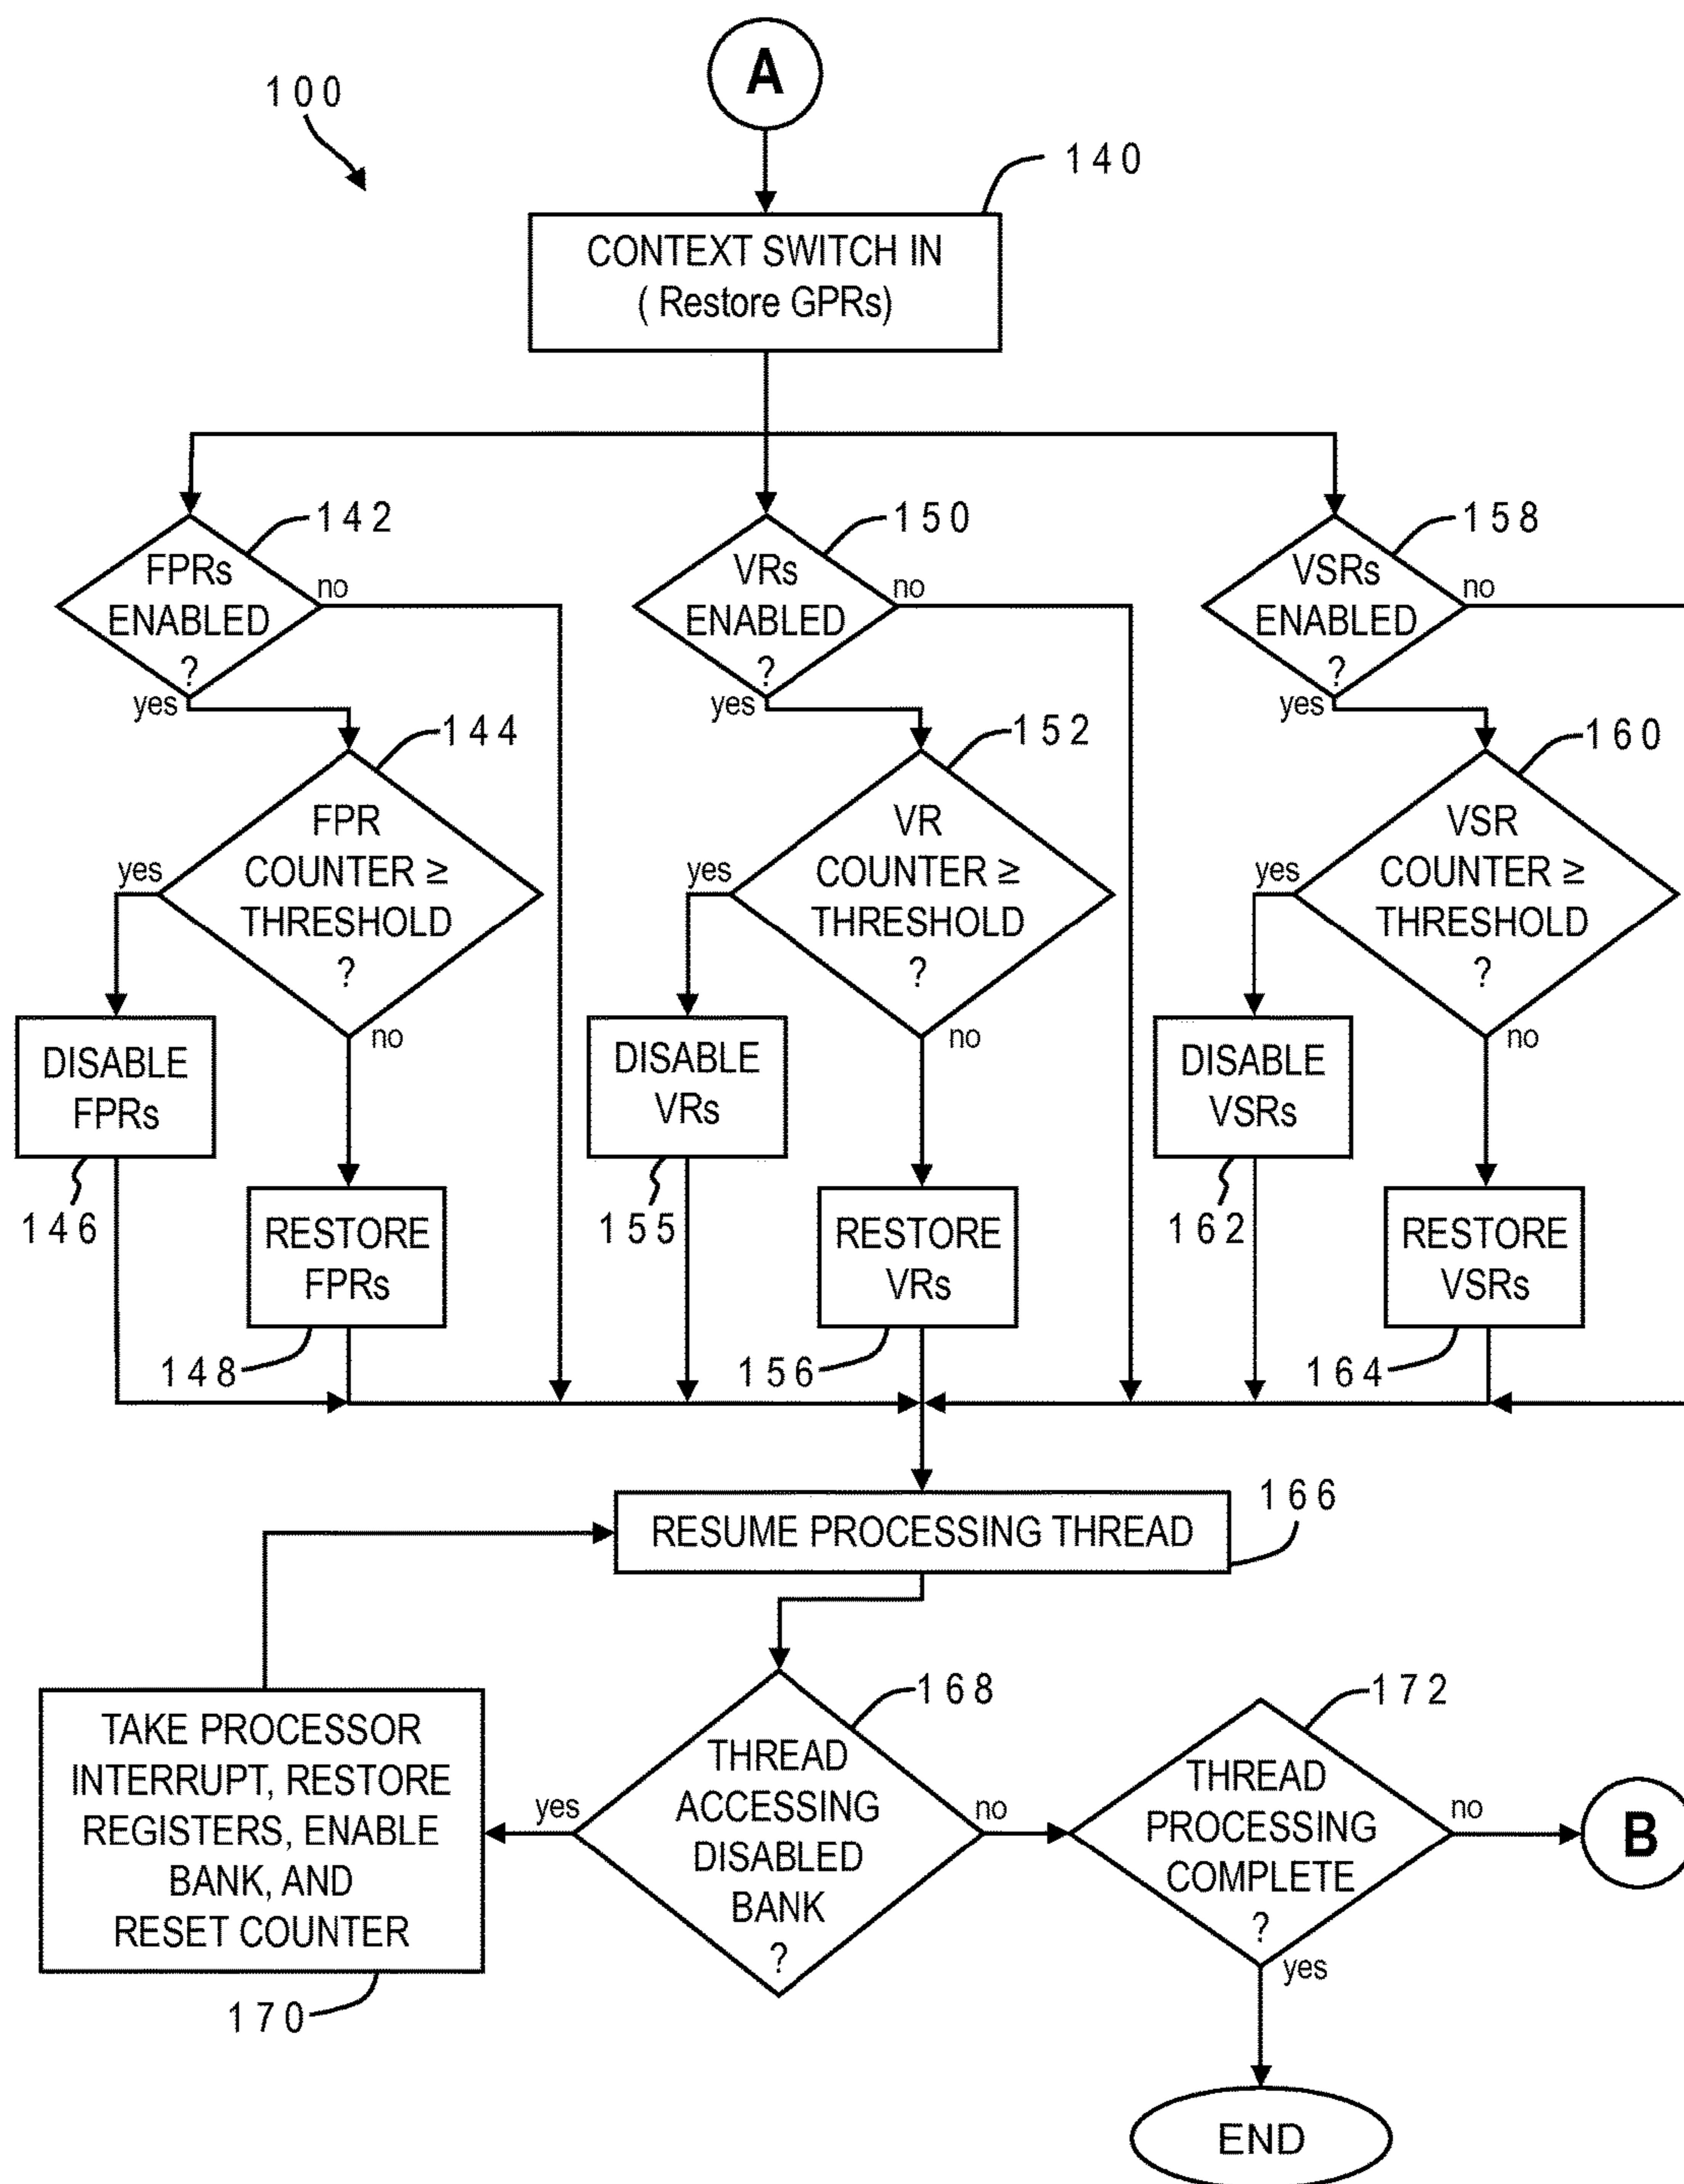 A
100
140
CONTEXT SWITCH IN
( Restore GPRs)
142
FPRs
ENABLED
?
no
yes
150
VRs
ENABLED
?
no
yes
158
VSRs
ENABLED
?
no
yes
144
FPR
COUNTER ≥
THRESHOLD
?
yes
no
152
VR
COUNTER ≥
THRESHOLD
?
yes
no
160
VSR
COUNTER ≥
THRESHOLD
?
yes
no
DISABLE
FPRs
146
RESTORE
FPRs
148
DISABLE
VRs
155
RESTORE
VRs
156
DISABLE
VSRs
162
RESTORE
VSRs
164
166
RESUME PROCESSING THREAD
168
THREAD
ACCESSING
DISABLED
BANK
?
yes
no
TAKE PROCESSOR
INTERRUPT, RESTORE
REGISTERS, ENABLE
BANK, AND
RESET COUNTER
170
172
THREAD
PROCESSING
COMPLETE
?
no
yes
B
END